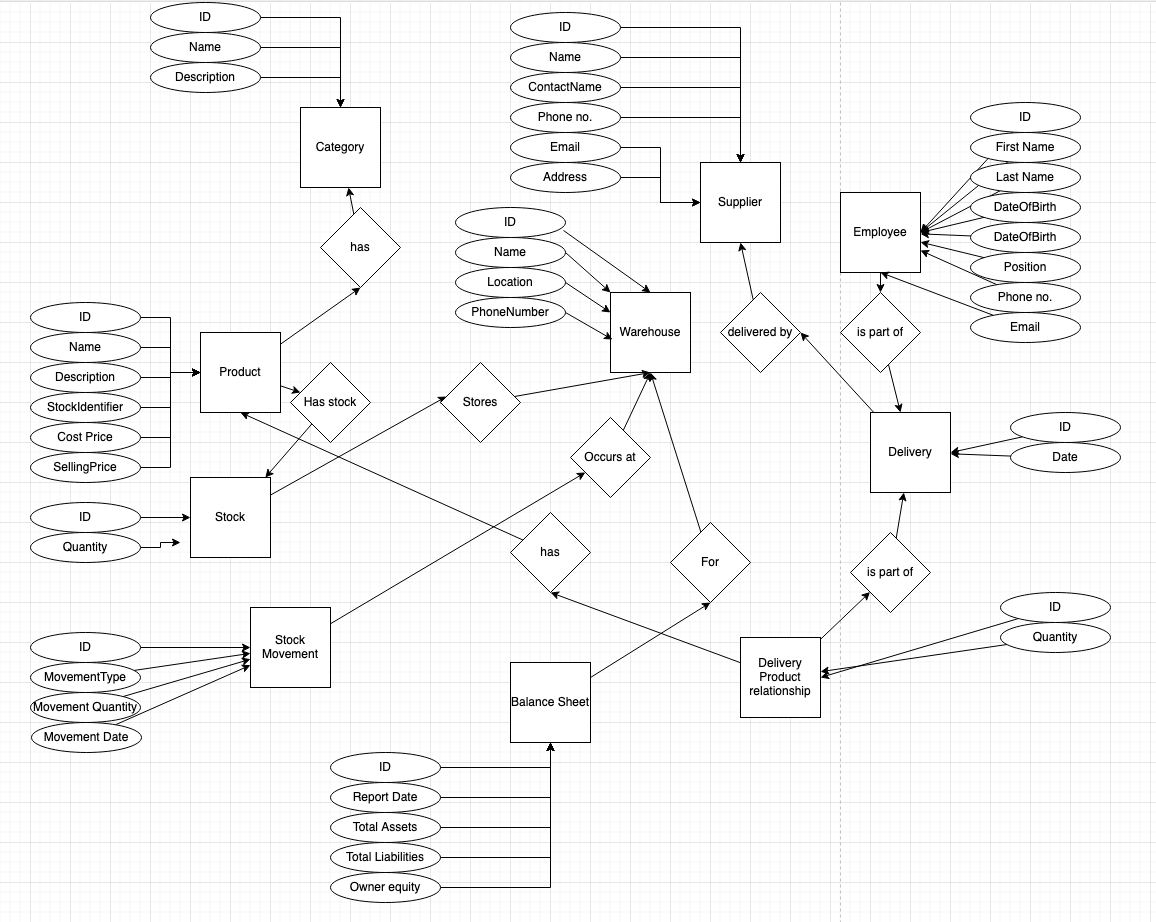 ID
Name
Description
Category
has
ID
Name
ContactName
Phone no.
Email
Address
Supplier
ID
First Name
Last Name
DateOfBirth
DateOfBirth
Position
Phone no.
Email
Employee
ID
Name
Location
PhoneNumber
Warehouse
delivered by
is part of
ID
Name
Description
StockIdentifier
Cost Price
SellingPrice
Product
Has stock
Stores
Occurs at
Delivery
ID
Date
ID
Quantity
Stock
has
For
is part of
ID
MovementType
Movement Quantity
Movement Date
Stock
Movement
Balance Sheet
Delivery
Product
relationship
ID
Quantity
ID
Report Date
Total Assets
Total Liabilities
Owner equity